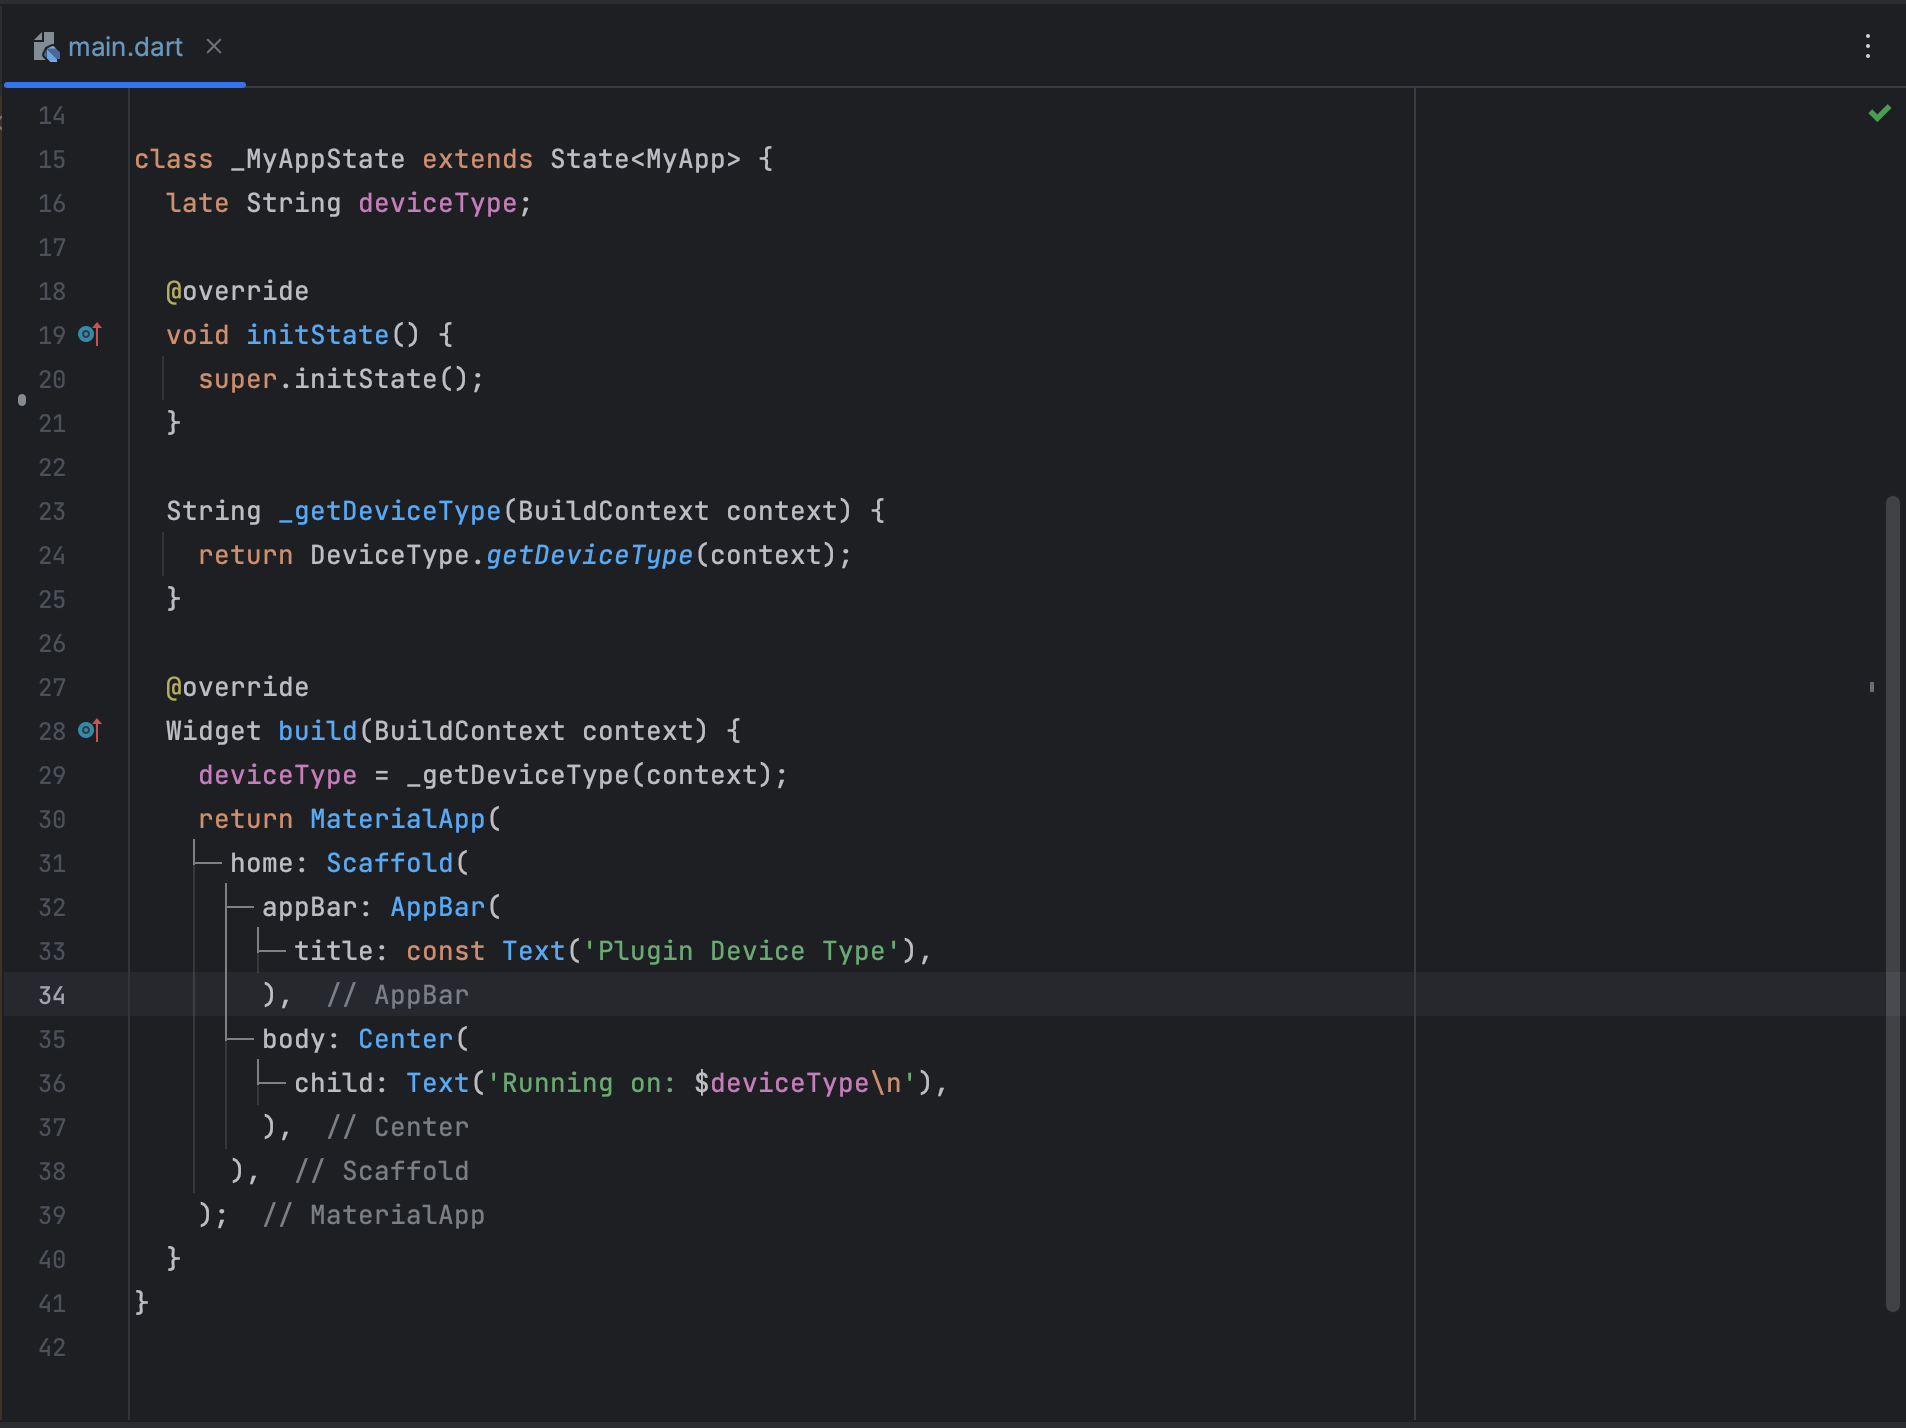 main.dart
14
15 class _MyAppState extends State<MyApp> {
16   late String deviceType;
17
18   @override
19   void initState() {
20     super.initState();
21   }
22
23   String _getDeviceType(BuildContext context) {
24     return DeviceType.getDeviceType(context);
25   }
26
27   @override
28   Widget build(BuildContext context) {
29     deviceType = _getDeviceType(context);
30     return MaterialApp(
31       home: Scaffold(
32         appBar: AppBar(
33           title: const Text('Plugin Device Type'),
34         ),  // AppBar
35         body: Center(
36           child: Text('Running on: $deviceType\n'),
37         ),  // Center
38       ),  // Scaffold
39     );  // MaterialApp
40   }
41 }
42